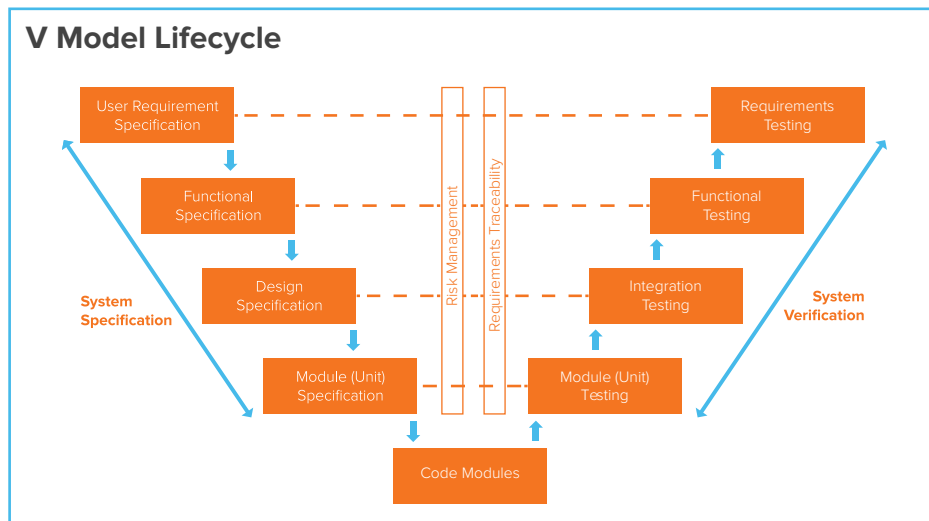 V Model Lifecycle
User Requirement
Specification
Requirements
Testing
Functional
Specification
Functional
Testing
Risk Management
Requirements Traceability
Design
Specification
Integration
Testing
System
Specification
System
Verification
Module (Unit)
Specification
Module (Unit)
Testing
Code Modules